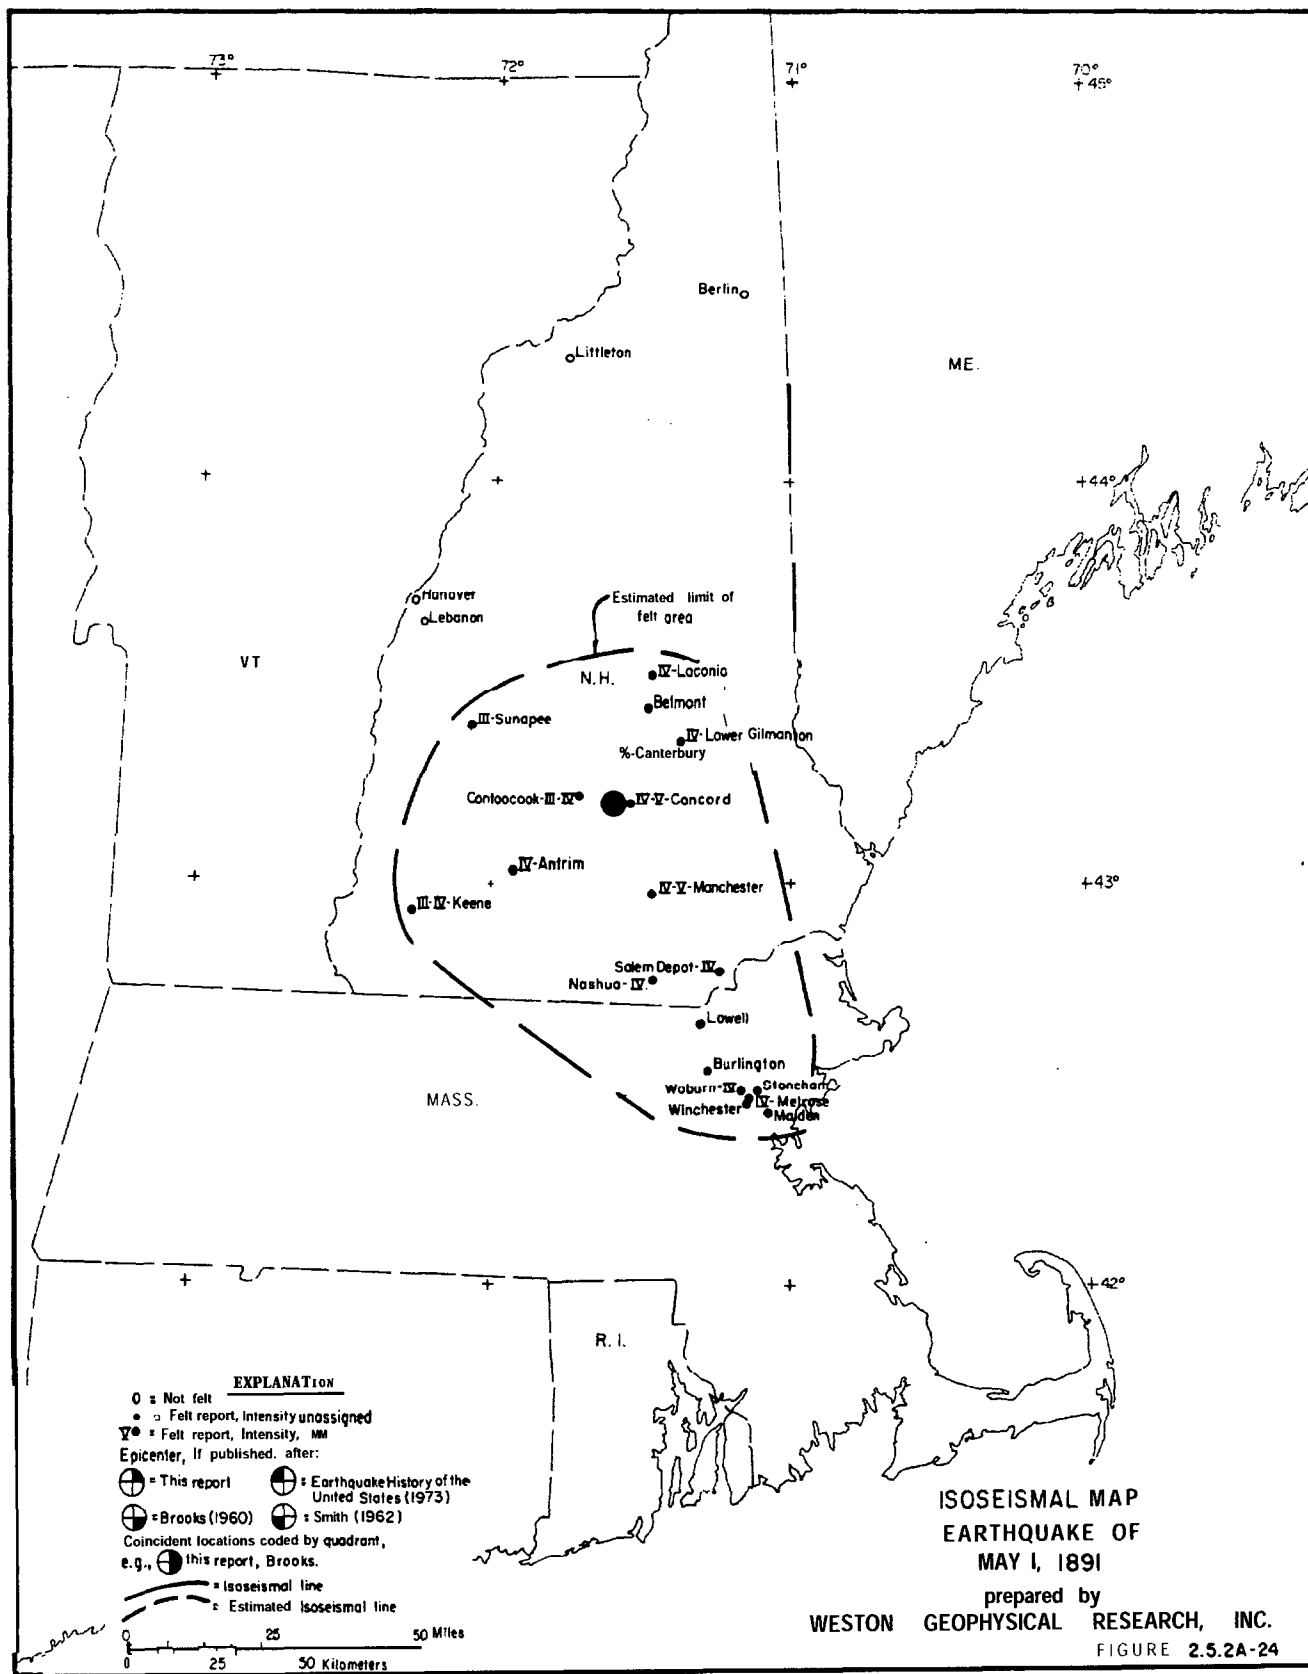 73°
72°
71°
70°
45°
Berlin
Littleton
ME.
44°
Hanover
Lebanon
Estimated limit of
felt area
VT
N.H.
IV-Laconia
Belmont
III-Sunapee
IV-Lower Gilmanton
%-Canterbury
Contoocook-III-IV
IV-V-Concord
IV-Antrim
43°
III-IV-Keene
IV-V-Manchester
Salem Depot-IV
Nashua-IV.
Lowell
Burlington
Woburn-IV
Stoneham
MASS.
IV-Melrose
Winchester
Malden
42°
R.I.
EXPLANATION
O = Not felt
• □ Felt report, Intensity unassigned
V● = Felt report, Intensity, MM
Epicenter, If published. after:
= This report
= Earthquake History of the
United States (1973)
= Brooks (1960)
= Smith (1962)
Coincident locations coded by quadrant,
e.g., this report, Brooks.
= Isoseismal line
= Estimated Isoseismal line
0 25 50 Miles
0 25 50 Kilometers
ISOSEISMAL MAP
EARTHQUAKE OF
MAY 1, 1891
prepared by
WESTON GEOPHYSICAL RESEARCH, INC.
FIGURE 2.5.2A-24